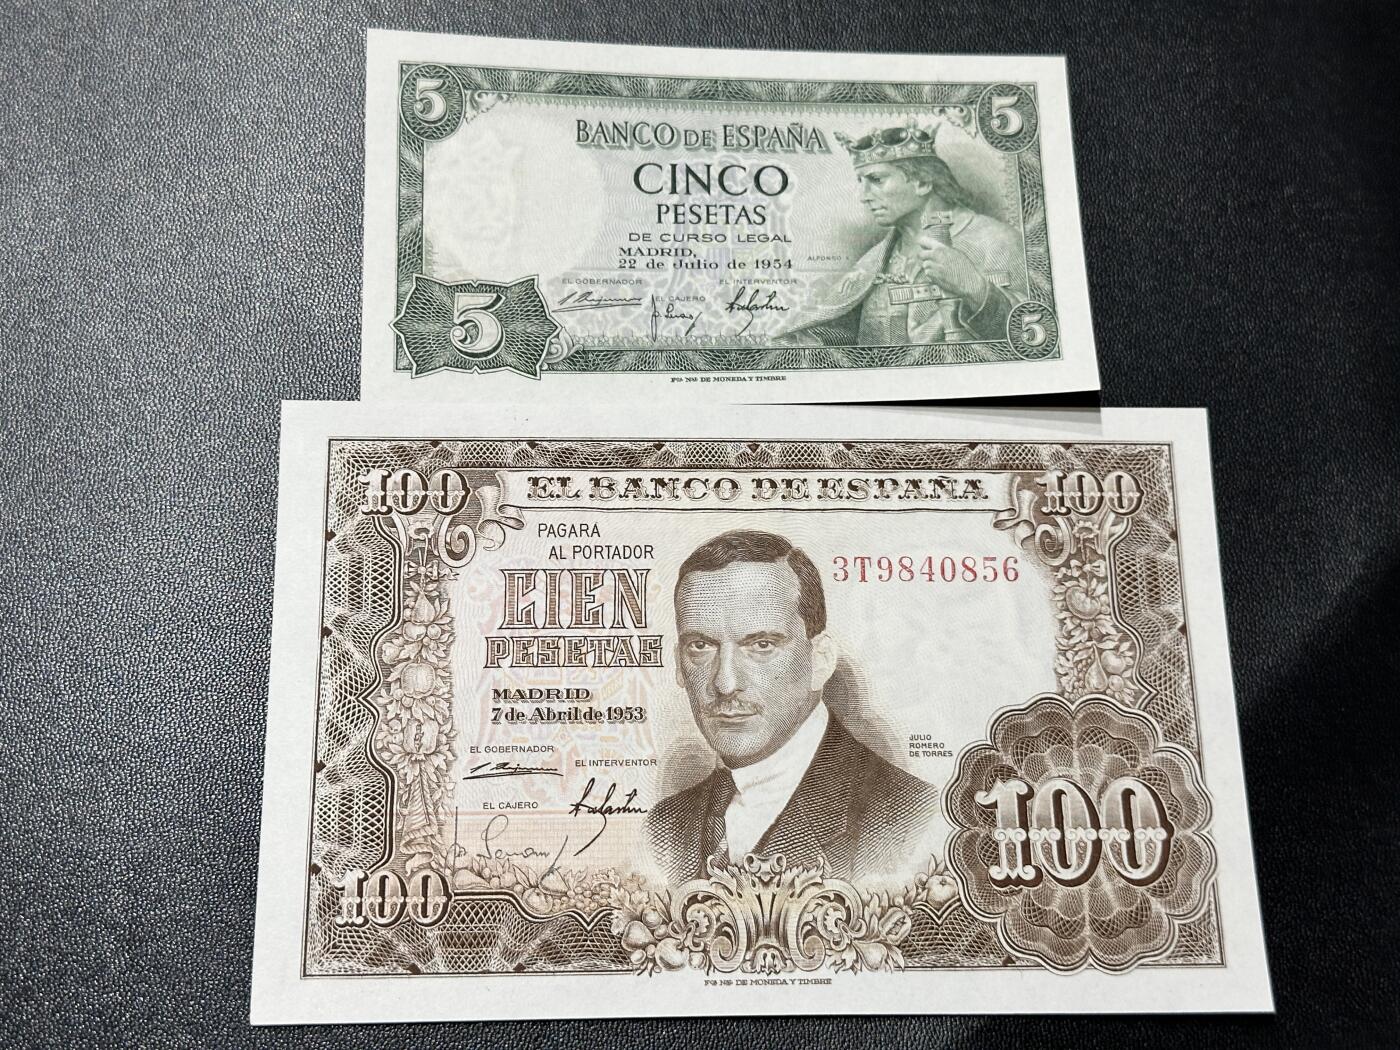 5
5
BANCO DE ESPAÑA
CINCO
PESETAS
DE CURSO LEGAL
MADRID,
22 de Julio de 1954
ALFONSO X
EL GOBERNADOR
EL INTERVENTOR
EL CAJERO
5
5
Fca. Nal. DE MONEDA Y TIMBRE
100
EL BANCO DE ESPAÑA
100
PAGARÁ
AL PORTADOR
3T9840856
CIEN
PESETAS
MADRID
7 de Abril de 1953
JULIO
ROMERO
DE TORRES
EL GOBERNADOR
EL INTERVENTOR
EL CAJERO
100
100
Fca. Nal. DE MONEDA Y TIMBRE